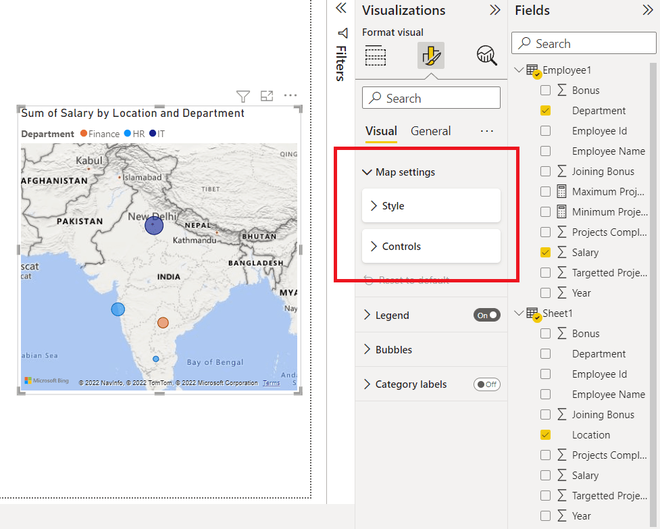 Sum of Salary by Location and Department
Department Finance HR IT
Kabul
Islamabad
AFGHANISTAN
QING
TIBET
PAKISTAN
New Delhi
NEPAL
Kathmandu
BHUTAN
BANGLADESH
scat
Muscat
INDIA
MYA
abian Sea
Bay of Bengal
And
Sea
Microsoft Bing
© 2022 NavInfo, © 2022 TomTom, © 2022 Microsoft Corporation Terms
Filters
Visualizations
Format visual
Search
Visual General
Map settings
Style
Controls
Reset to default
Legend On
Bubbles
Category labels Off
Fields
Search
Employee1
Bonus
Department
Employee Id
Employee Name
Joining Bonus
Maximum Proj...
Minimum Proje...
Projects Compl...
Salary
Targetted Proje...
Year
Sheet1
Bonus
Department
Employee Id
Employee Name
Joining Bonus
Location
Projects Compl...
Salary
Targetted Proje...
Year